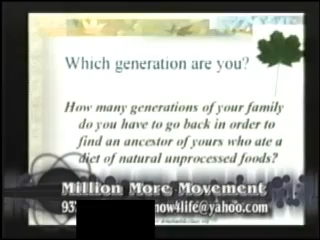 Which generation are you?
How many generations of your family
do you have to go back in order to
find an ancestor of yours who ate a
diet of natural unprocessed foods?
Million More Movement
now4life@yahoo.com